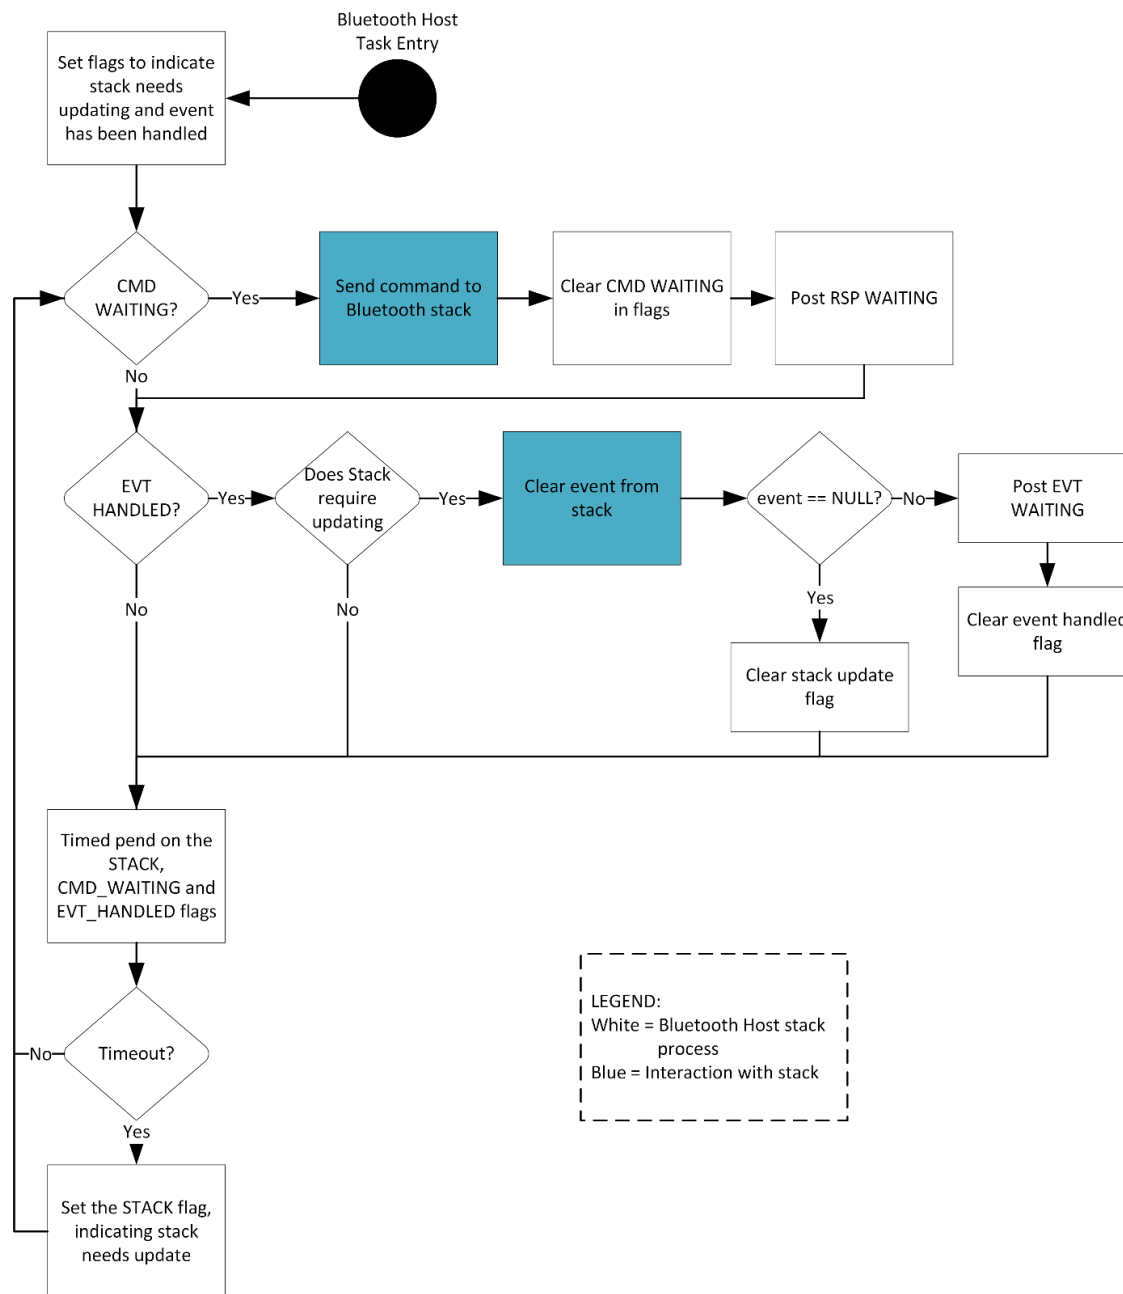 Bluetooth Host
Task Entry
Set flags to indicate
stack needs
updating and event
has been handled
CMD
WAITING?
Yes
Send command to
Bluetooth stack
Clear CMD WAITING
in flags
Post RSP WAITING
No
EVT
HANDLED?
Yes
Does Stack
require
updating
Yes
Clear event from
stack
event == NULL?
No
Post EVT
WAITING
No
No
Yes
Clear event handled
flag
Clear stack update
flag
Timed pend on the
STACK,
CMD_WAITING and
EVT_HANDLED flags
LEGEND:
White = Bluetooth Host stack
process
Blue = Interaction with stack
No
Timeout?
Yes
Set the STACK flag,
indicating stack
needs update